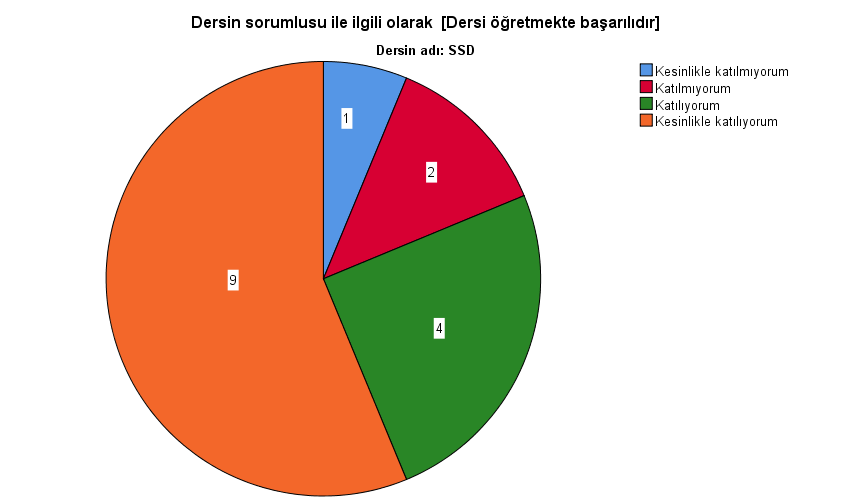 Dersin sorumlusu ile ilgili olarak [Dersi öğretmekte başarılıdır]
Dersin adı: SSD
Kesinlikle katılmıyorum
Katılmıyorum
Katılıyorum
Kesinlikle katılıyorum
1
2
9
4